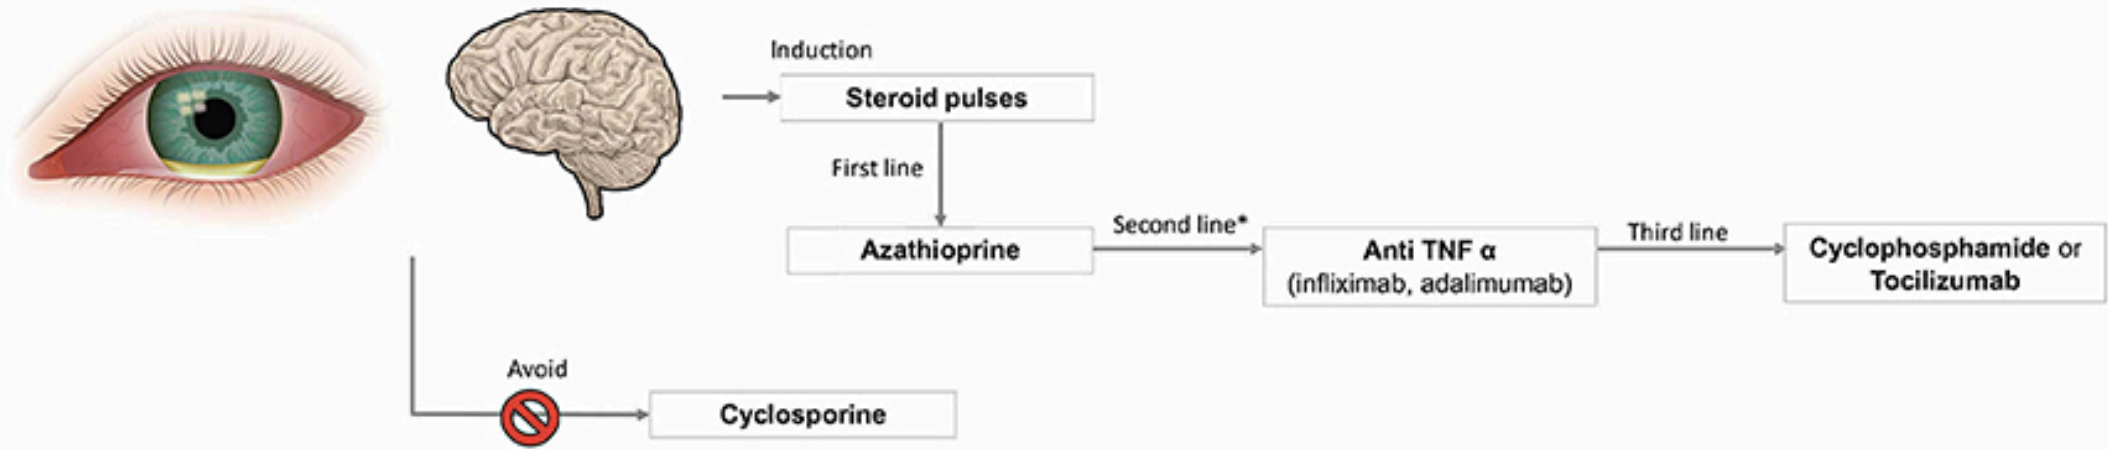 Induction
Steroid pulses
First line
Azathioprine
Second line*
Anti TNF α
(infliximab, adalimumab)
Third line
Cyclophosphamide or
Tocilizumab
Avoid
Cyclosporine